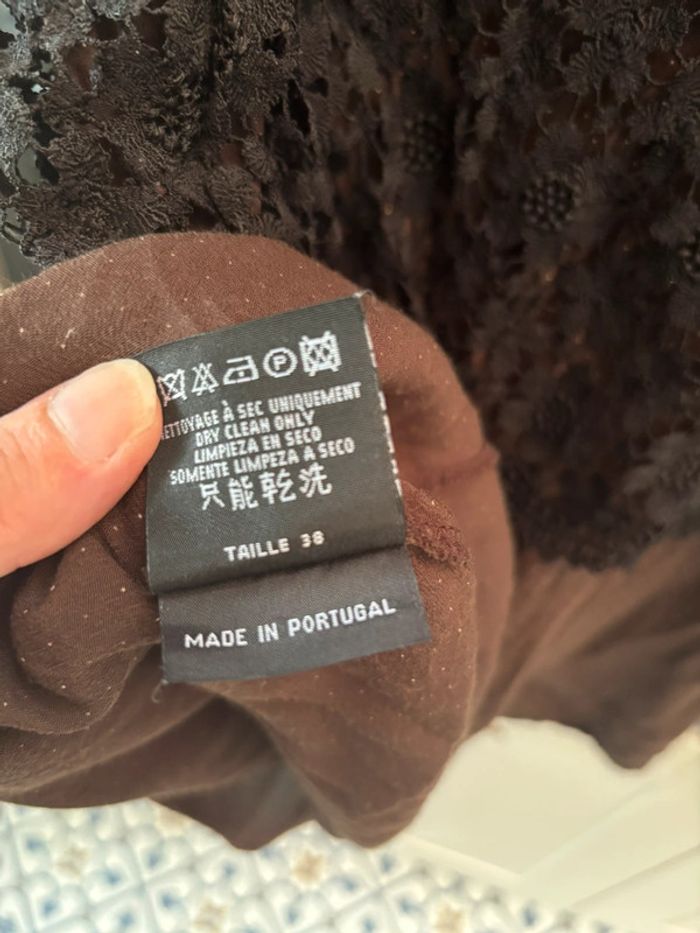 P
NETTOYAGE À SEC UNIQUEMENT
DRY CLEAN ONLY
LIMPIEZA EN SECO
SOMENTE LIMPEZA A SECO
只能乾洗
TAILLE 38
MADE IN PORTUGAL